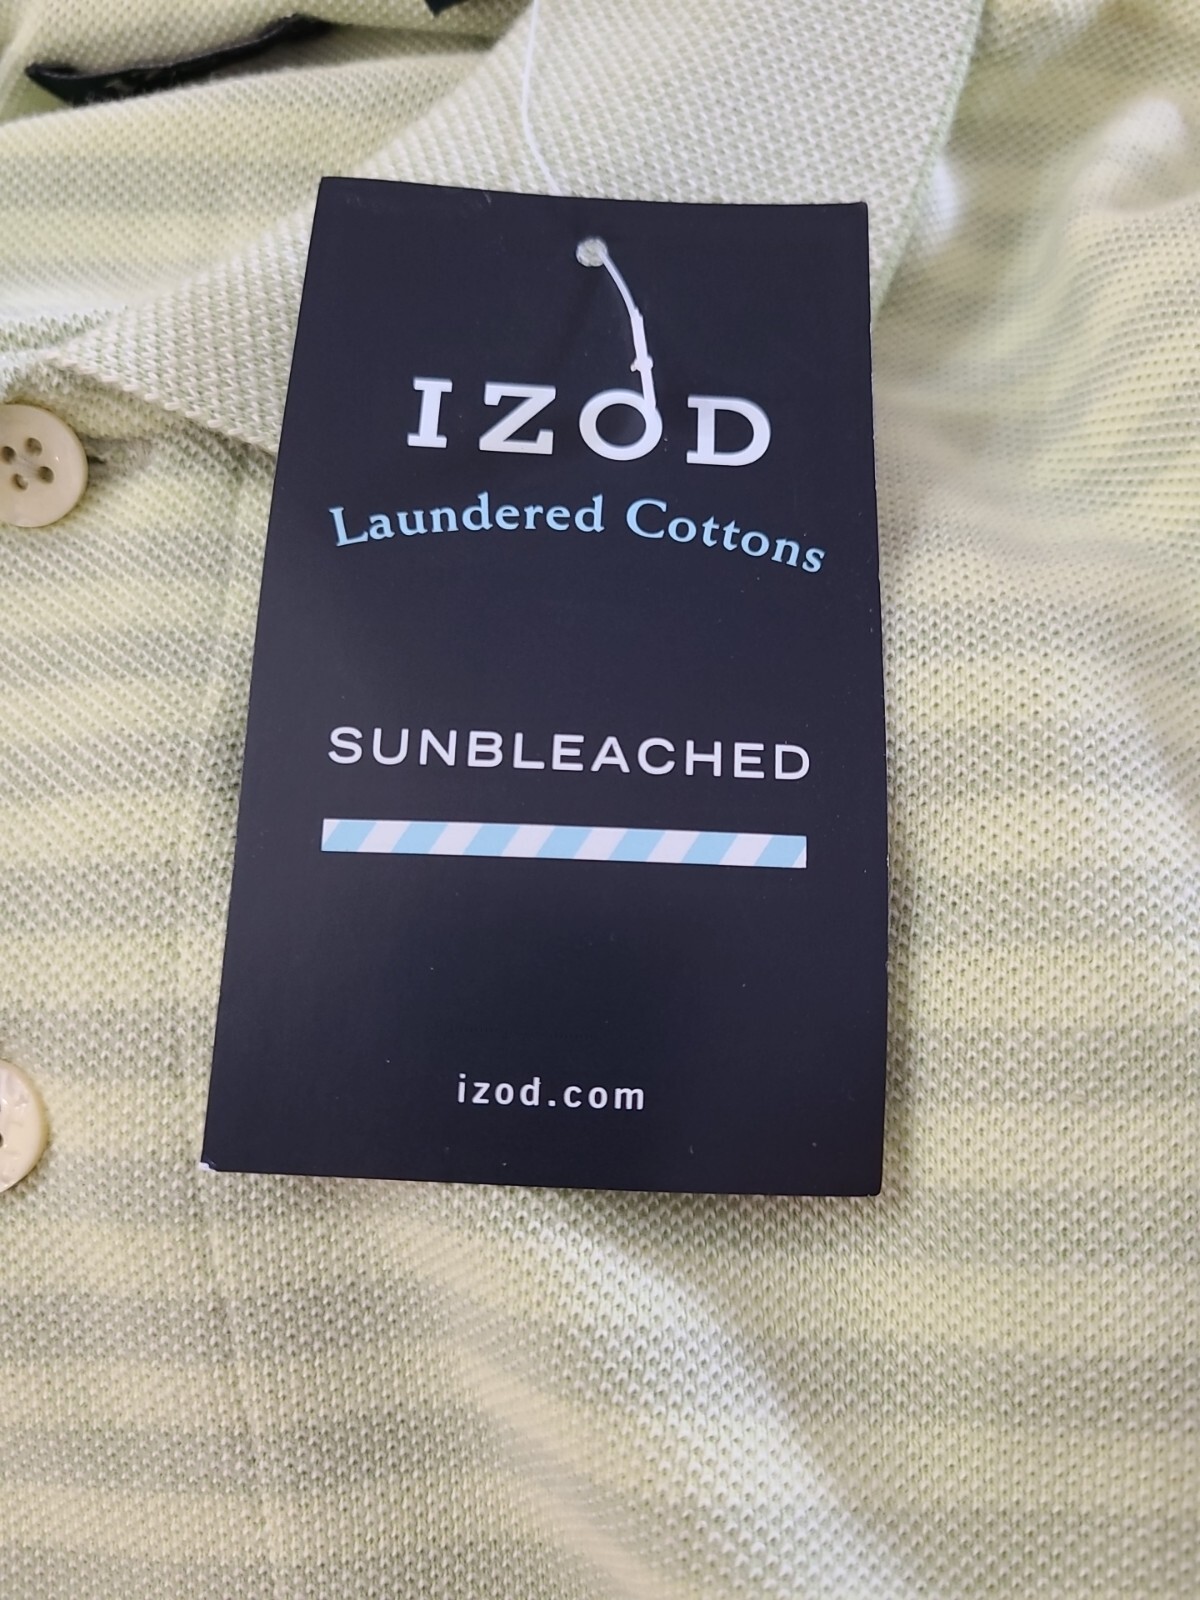 IZOD
Laundered Cottons
SUNBLEACHED
izod.com